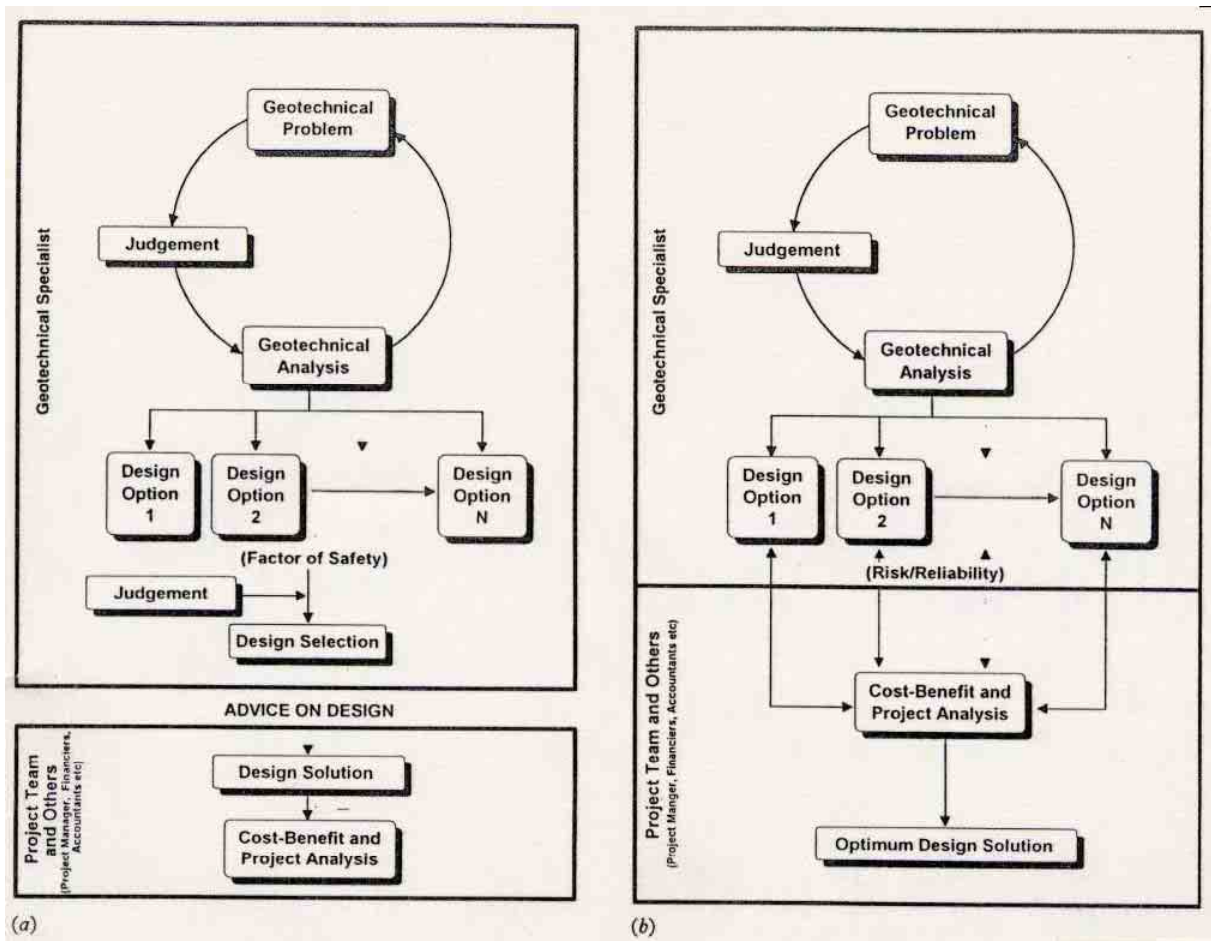 Geotechnical Specialist
Geotechnical
Problem
Judgement
Geotechnical
Analysis
Design
Option
1
Design
Option
2
Design
Option
N
(Factor of Safety)
Judgement
Design Selection
ADVICE ON DESIGN
Project Team
and Others
(Project Manager, Financiers,
Accountants etc)
Design Solution
Cost-Benefit and
Project Analysis
(a)
Geotechnical Specialist
Geotechnical
Problem
Judgement
Geotechnical
Analysis
Design
Option
1
Design
Option
2
Design
Option
N
(Risk/Reliability)
Project Team and Others
(Project Manger, Financiers, Accountants etc)
Cost-Benefit and
Project Analysis
Optimum Design Solution
(b)